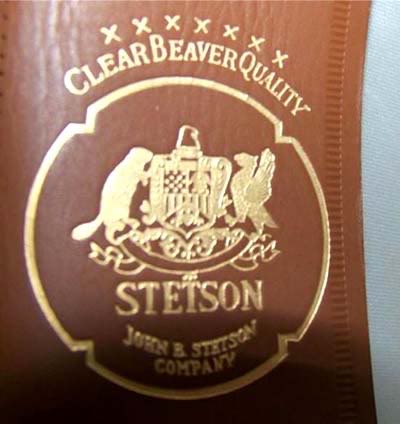 X X X X X X X
CLEAR BEAVER QUALITY
STETSON
JOHN B. STETSON
COMPANY